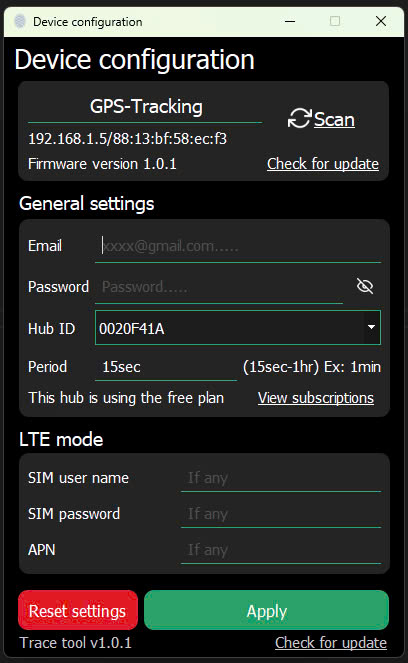 Device configuration
Device configuration
GPS-Tracking
Scan
192.168.1.5/88:13:bf:58:ec:f3
Firmware version 1.0.1 Check for update
General settings
Email xxxx@gmail.com.....
Password Password.....
Hub ID 0020F41A
Period 15sec (15sec-1hr) Ex: 1min
This hub is using the free plan View subscriptions
LTE mode
SIM user name If any
SIM password If any
APN If any
Reset settings Apply
Trace tool v1.0.1 Check for update